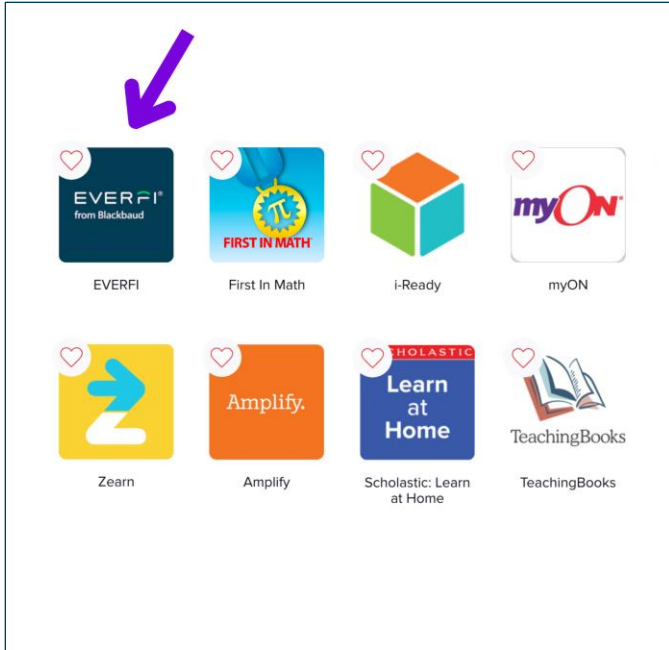 EVERFI®
from Blackbaud
π
FIRST IN MATH
myON
EVERFI
First In Math
i-Ready
myON
SCHOLASTIC
Learn
at
Home
Amplify.
TeachingBooks
Zearn
Amplify
Scholastic: Learn
at Home
TeachingBooks